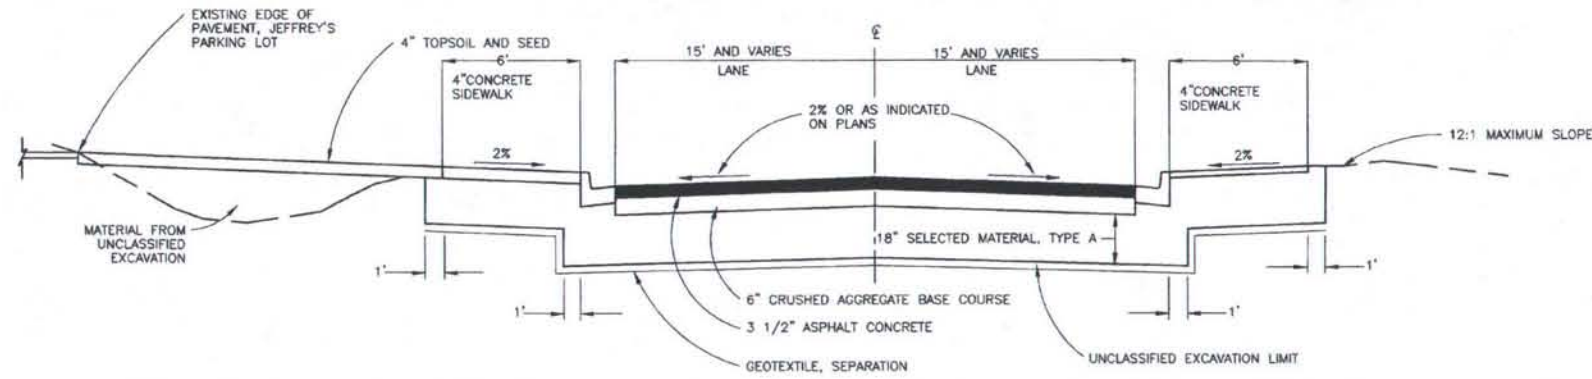 EXISTING EDGE OF
PAVEMENT, JEFFREY'S
PARKING LOT
4" TOPSOIL AND SEED
6'
4"CONCRETE
SIDEWALK
15' AND VARIES
LANE
℄
15' AND VARIES
LANE
6'
4"CONCRETE
SIDEWALK
2% OR AS INDICATED
ON PLANS
12:1 MAXIMUM SLOPE
2%
2%
MATERIAL FROM
UNCLASSIFIED
EXCAVATION
18" SELECTED MATERIAL, TYPE A
1'
1'
1'
1'
6" CRUSHED AGGREGATE BASE COURSE
3 1/2" ASPHALT CONCRETE
GEOTEXTILE, SEPARATION
UNCLASSIFIED EXCAVATION LIMIT